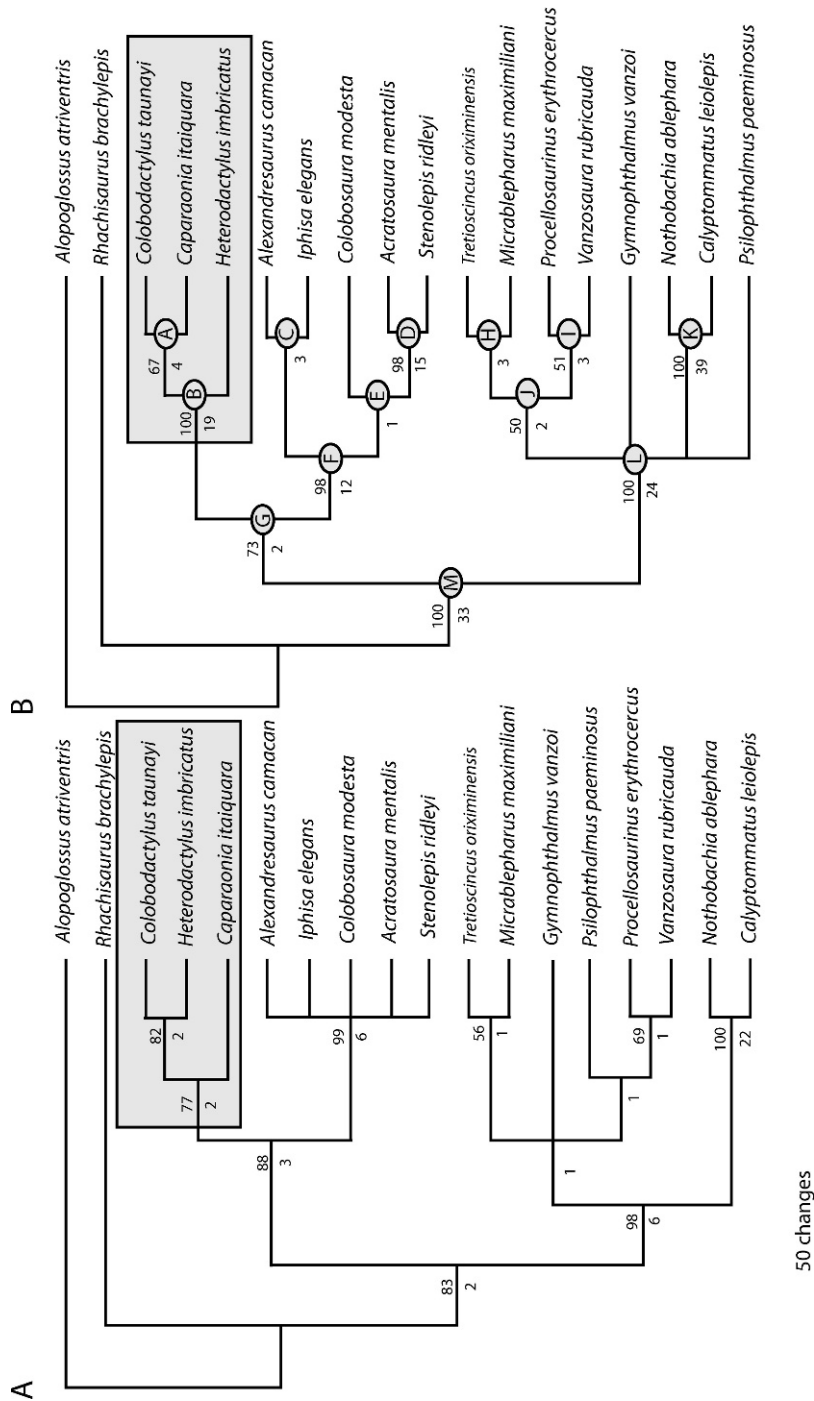 A
Alopoglossus atriventris
Rhachisaurus brachylepis
Colobodactylus taunayi
Heterodactylus imbricatus
Caparaonia itaiquara
Alexandresaurus camacan
Iphisa elegans
Colobosaura modesta
Acratosaura mentalis
Stenolepis ridleyi
Tretioscincus oriximinensis
Micrablepharus maximiliani
Gymnophthalmus vanzoi
Psilophthalmus paeminosus
Procellosaurinus erythrocercus
Vanzosaura rubricauda
Nothobachia ablephara
Calyptommatus leiolepis
82
2
77
2
88
3
99
6
83
2
56
1
1
69
1
1
98
6
100
22
50 changes
B
Alopoglossus atriventris
Rhachisaurus brachylepis
Colobodactylus taunayi
Caparaonia itaiquara
Heterodactylus imbricatus
Alexandresaurus camacan
Iphisa elegans
Colobosaura modesta
Acratosaura mentalis
Stenolepis ridleyi
Tretioscincus oriximinensis
Micrablepharus maximiliani
Procellosaurinus erythrocercus
Vanzosaura rubricauda
Gymnophthalmus vanzoi
Nothobachia ablephara
Calyptommatus leiolepis
Psilophthalmus paeminosus
67
A
4
100
B
19
C
3
98
D
15
E
1
98
F
12
73
G
2
H
3
51
I
3
50
J
2
100
K
39
100
L
24
100
M
33